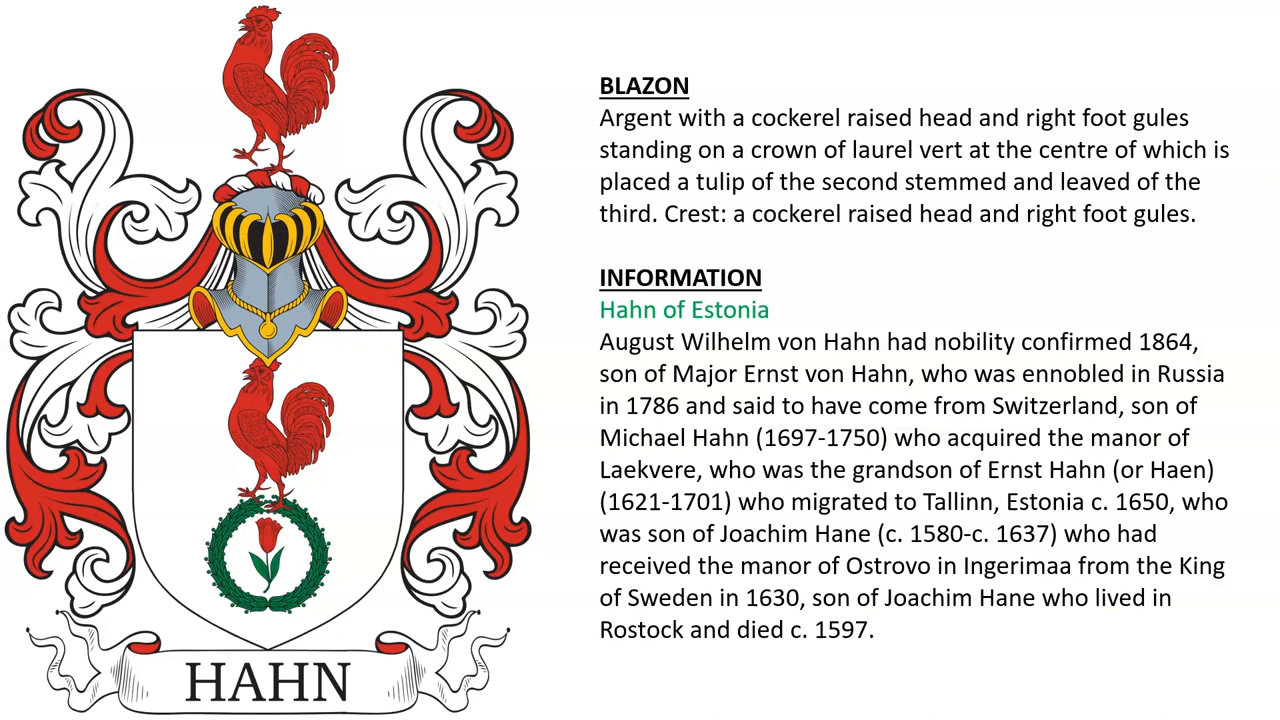 BLAZON
Argent with a cockerel raised head and right foot gules
standing on a crown of laurel vert at the centre of which is
placed a tulip of the second stemmed and leaved of the
third. Crest: a cockerel raised head and right foot gules.
INFORMATION
Hahn of Estonia
August Wilhelm von Hahn had nobility confirmed 1864,
son of Major Ernst von Hahn, who was ennobled in Russia
in 1786 and said to have come from Switzerland, son of
Michael Hahn (1697-1750) who acquired the manor of
Laekvere, who was the grandson of Ernst Hahn (or Haen)
(1621-1701) who migrated to Tallinn, Estonia c. 1650, who
was son of Joachim Hane (c. 1580-c. 1637) who had
received the manor of Ostrovo in Ingerimaa from the King
of Sweden in 1630, son of Joachim Hane who lived in
Rostock and died c. 1597.
HAHN